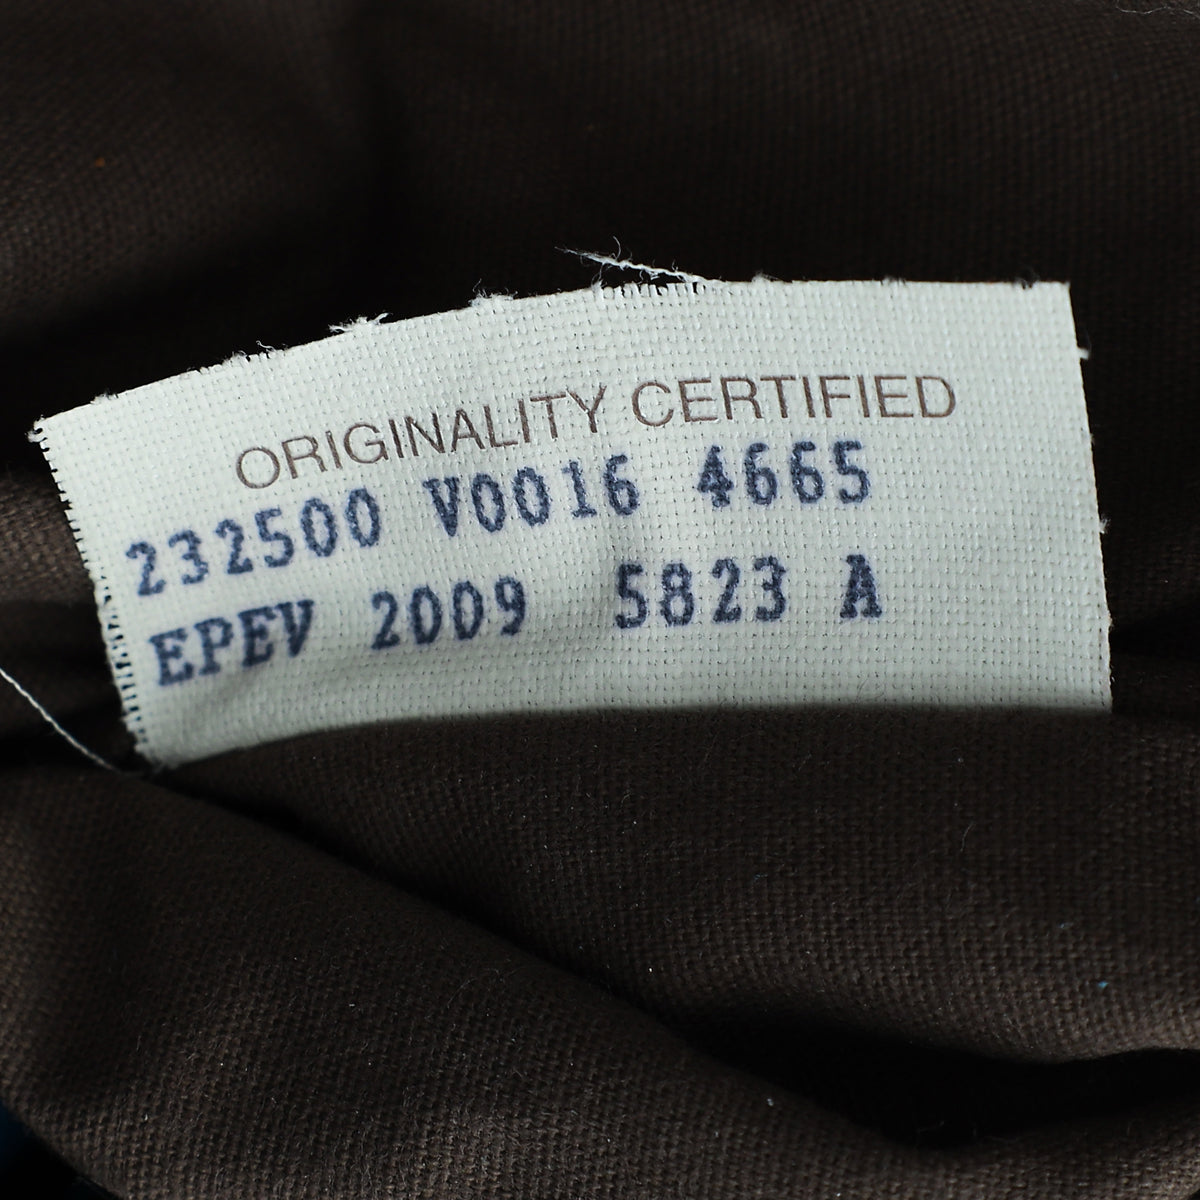 ORIGINALITY CERTIFIED
232500 V0016 4665
EPEV 2009 5823 A